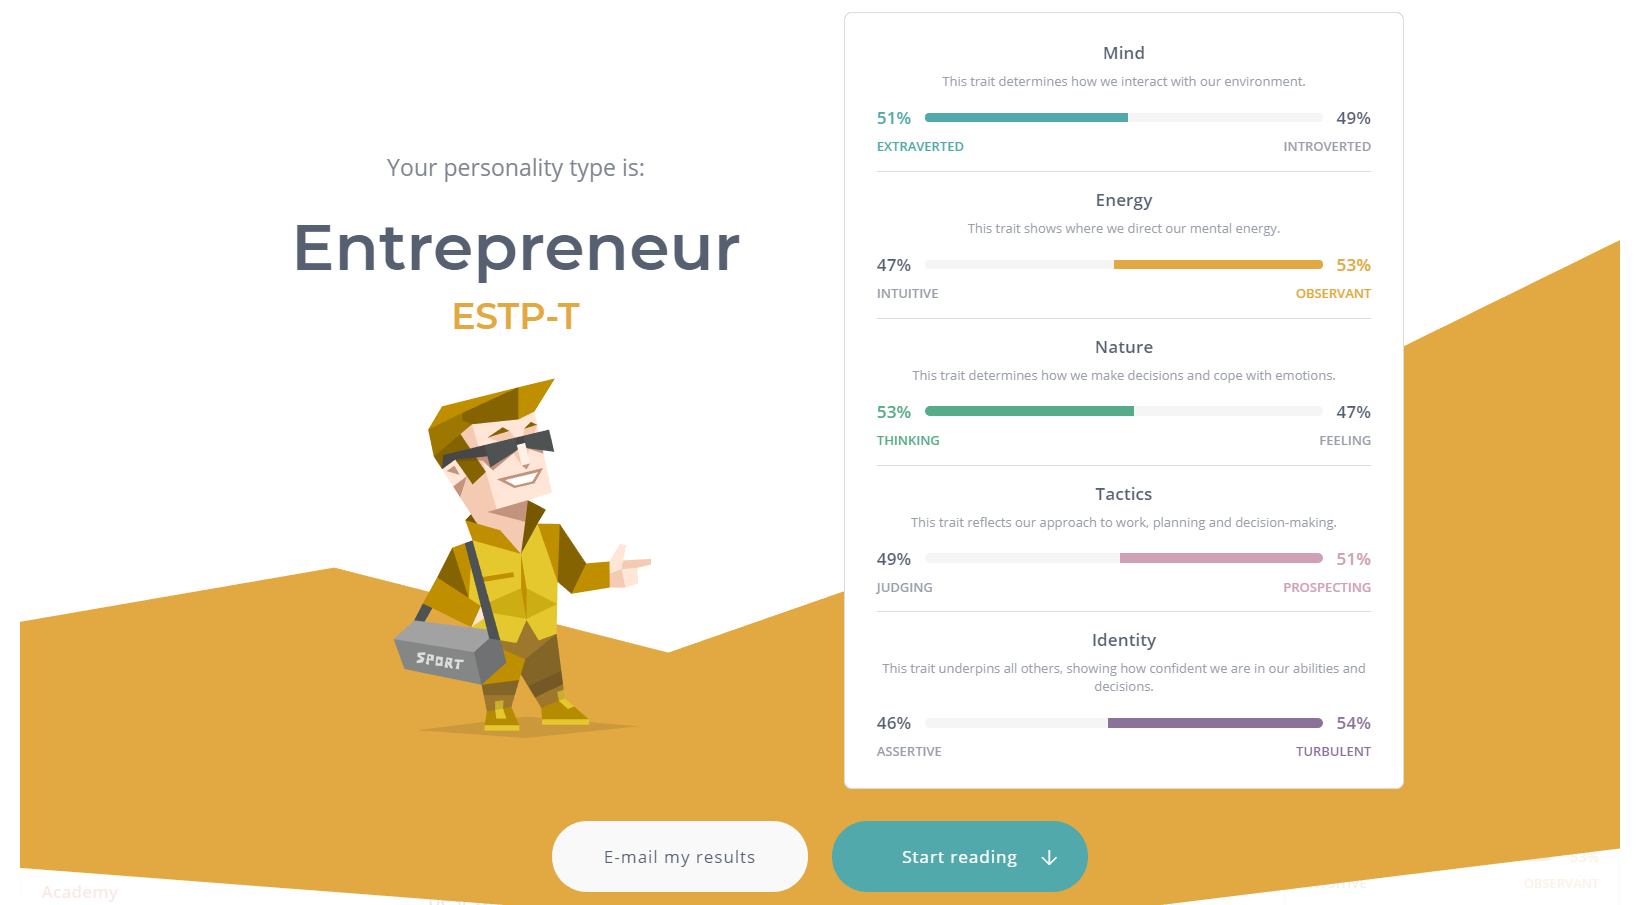 Your personality type is:
Entrepreneur
ESTP-T
SPORT
Mind
This trait determines how we interact with our environment.
51% 49%
EXTRAVERTED INTROVERTED
Energy
This trait shows where we direct our mental energy.
47% 53%
INTUITIVE OBSERVANT
Nature
This trait determines how we make decisions and cope with emotions.
53% 47%
THINKING FEELING
Tactics
This trait reflects our approach to work, planning and decision-making.
49% 51%
JUDGING PROSPECTING
Identity
This trait underpins all others, showing how confident we are in our abilities and
decisions.
46% 54%
ASSERTIVE TURBULENT
E-mail my results
Start reading
53%
Academy
OBSERVANT